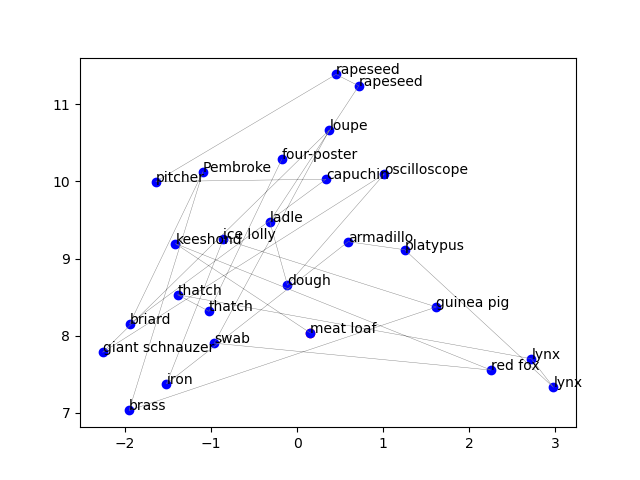 rapeseed
rapeseed
11
loupe
four-poster
Pembroke
capuchin
oscilloscope
pitcher
10
ladle
ice lolly
keeshond
armadillo
platypus
9
dough
thatch
guinea pig
thatch
briard
meat loaf
8
swab
giant schnauzer
lynx
red fox
iron
lynx
brass
7
−2
−1
0
1
2
3